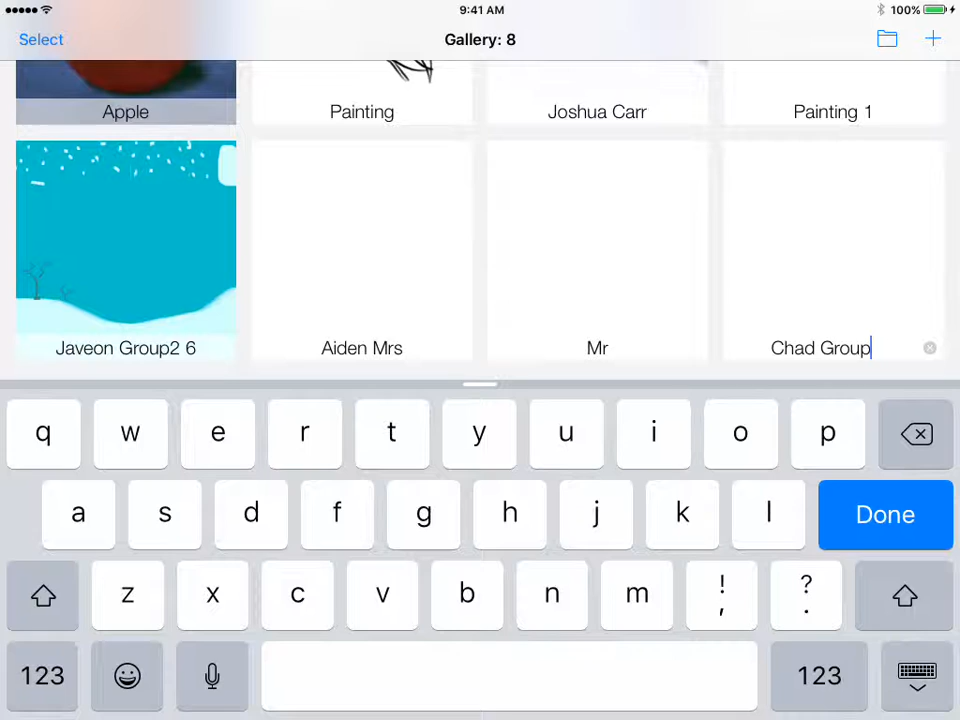 9:41 AM
100%
Select
Gallery: 8
Apple
Painting
Joshua Carr
Painting 1
Javeon Group2 6
Aiden Mrs
Mr
Chad Group
q w e r t y u i o p
a s d f g h j k l Done
z x c v b n m ! , ? .
123
123